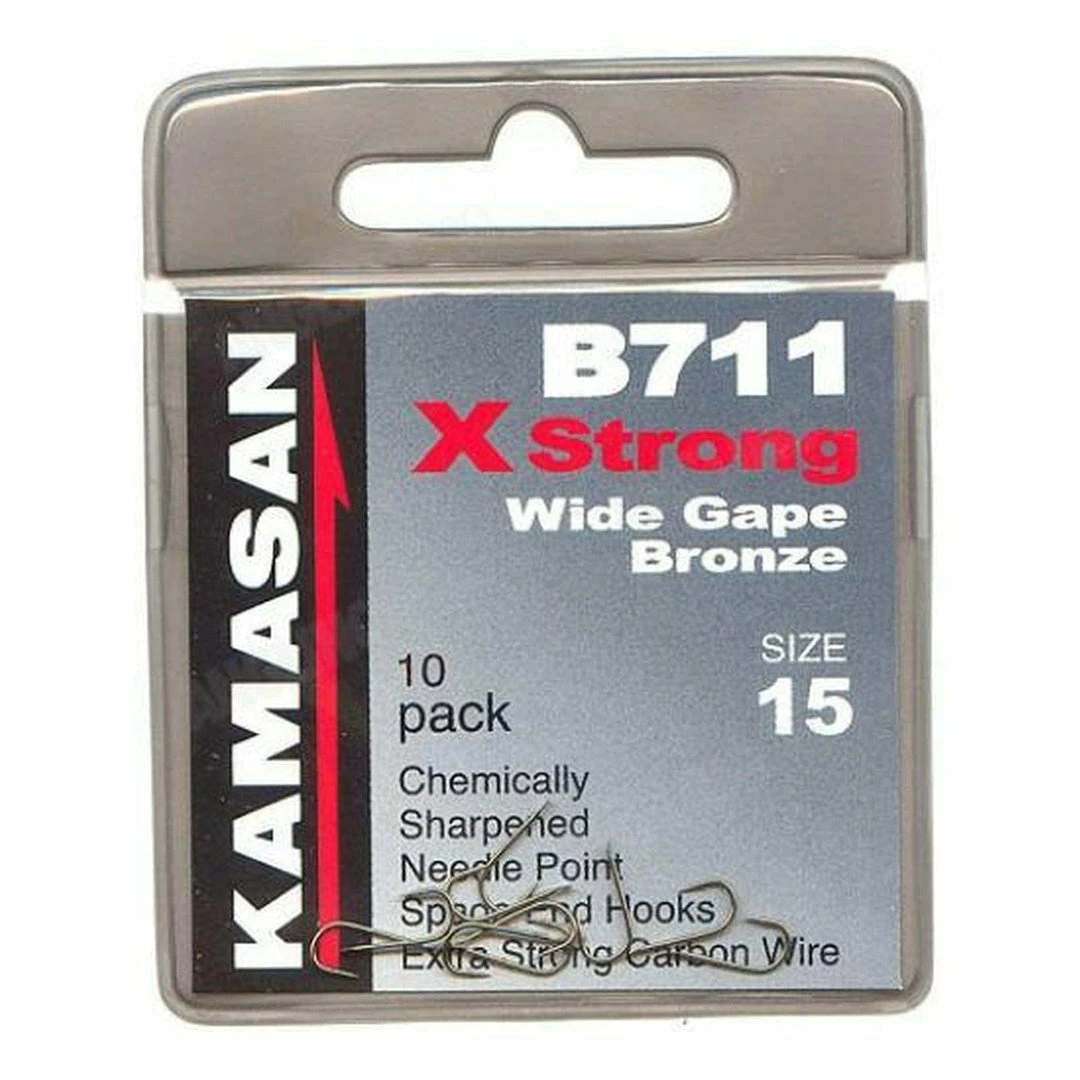 KAMASAN
B711
X Strong
Wide Gape
Bronze
SIZE
15
10
pack
Chemically
Sharpened
Needle Point
Spade End Hooks
Extra Strong Carbon Wire